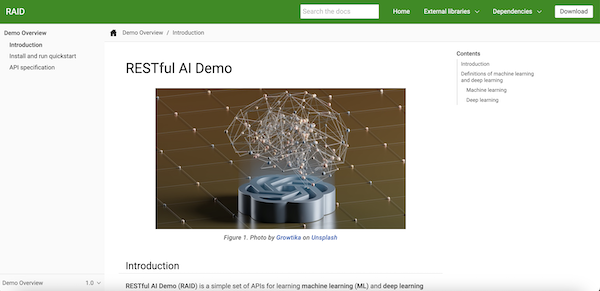 RAID
Search the docs
Home
External libraries
Dependencies
Download
Demo Overview
Introduction
Install and run quickstart
API specification
Demo Overview / Introduction
RESTful AI Demo
Figure 1. Photo by Growtika on Unsplash
Introduction
RESTful AI Demo (RAID) is a simple set of APIs for learning machine learning (ML) and deep learning
Contents
Introduction
Definitions of machine learning
and deep learning
Machine learning
Deep learning
Demo Overview 1.0